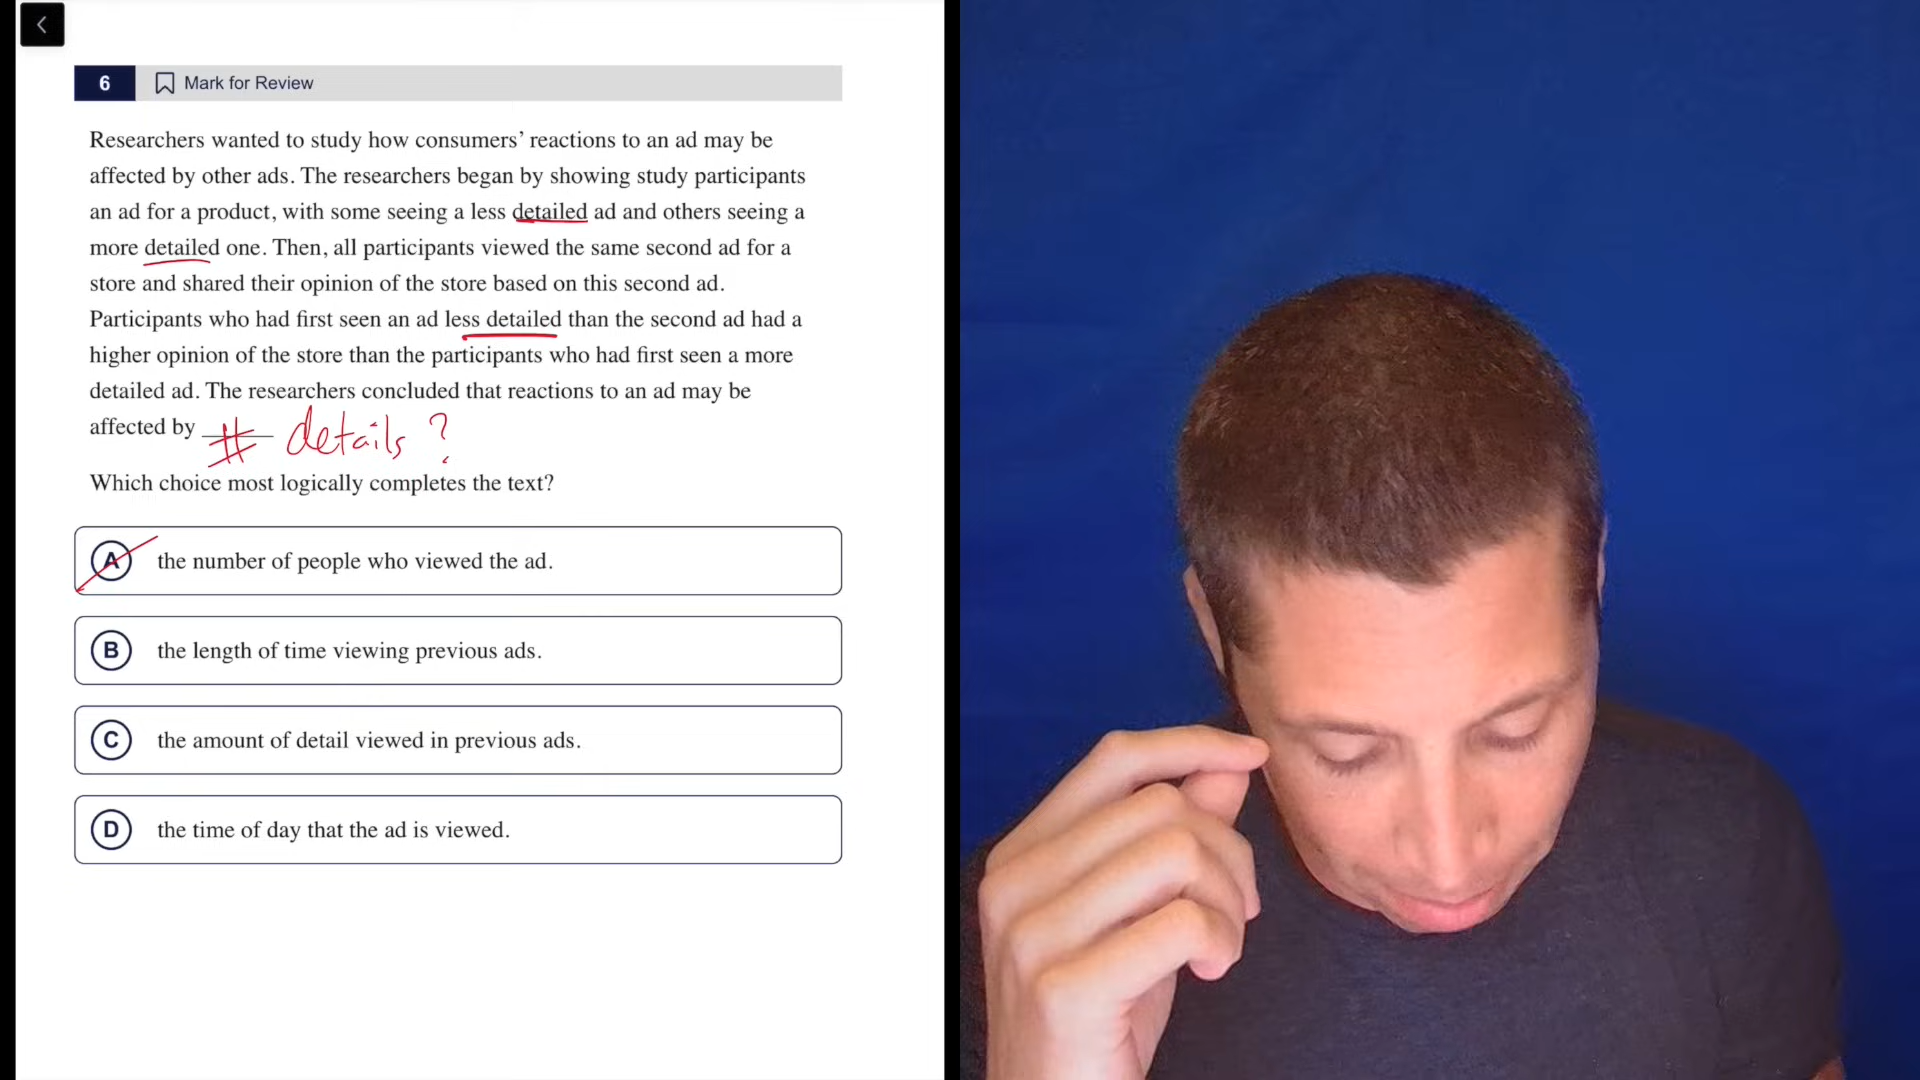 6 Mark for Review
Researchers wanted to study how consumers’ reactions to an ad may be
affected by other ads. The researchers began by showing study participants
an ad for a product, with some seeing a less detailed ad and others seeing a
more detailed one. Then, all participants viewed the same second ad for a
store and shared their opinion of the store based on this second ad.
Participants who had first seen an ad less detailed than the second ad had a
higher opinion of the store than the participants who had first seen a more
detailed ad. The researchers concluded that reactions to an ad may be
affected by ______ # details ?
Which choice most logically completes the text?
A the number of people who viewed the ad.
B the length of time viewing previous ads.
C the amount of detail viewed in previous ads.
D the time of day that the ad is viewed.